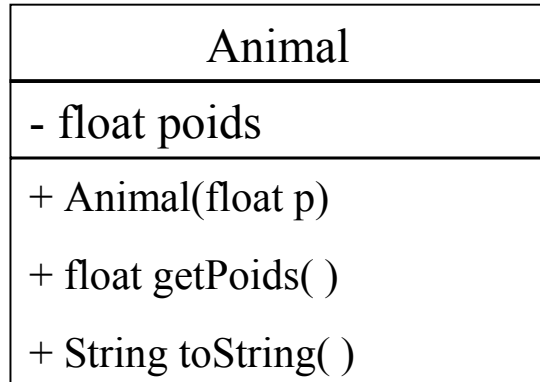 Animal
- float poids
+ Animal(float p)
+ float getPoids( )
+ String toString( )